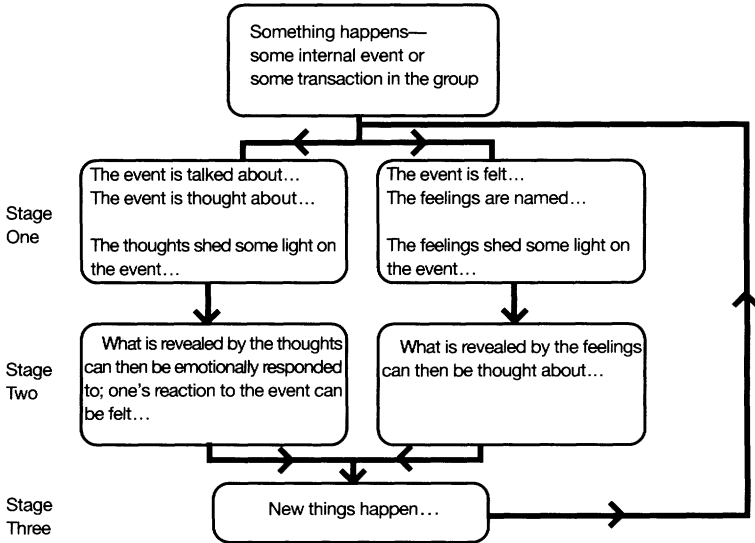 Something happens—
some internal event or
some transaction in the group
Stage
One
The event is talked about...
The event is thought about...
The thoughts shed some light on
the event...
The event is felt...
The feelings are named...
The feelings shed some light on
the event...
Stage
Two
What is revealed by the thoughts
can then be emotionally responded
to; one's reaction to the event can
be felt...
What is revealed by the feelings
can then be thought about...
Stage
Three
New things happen...